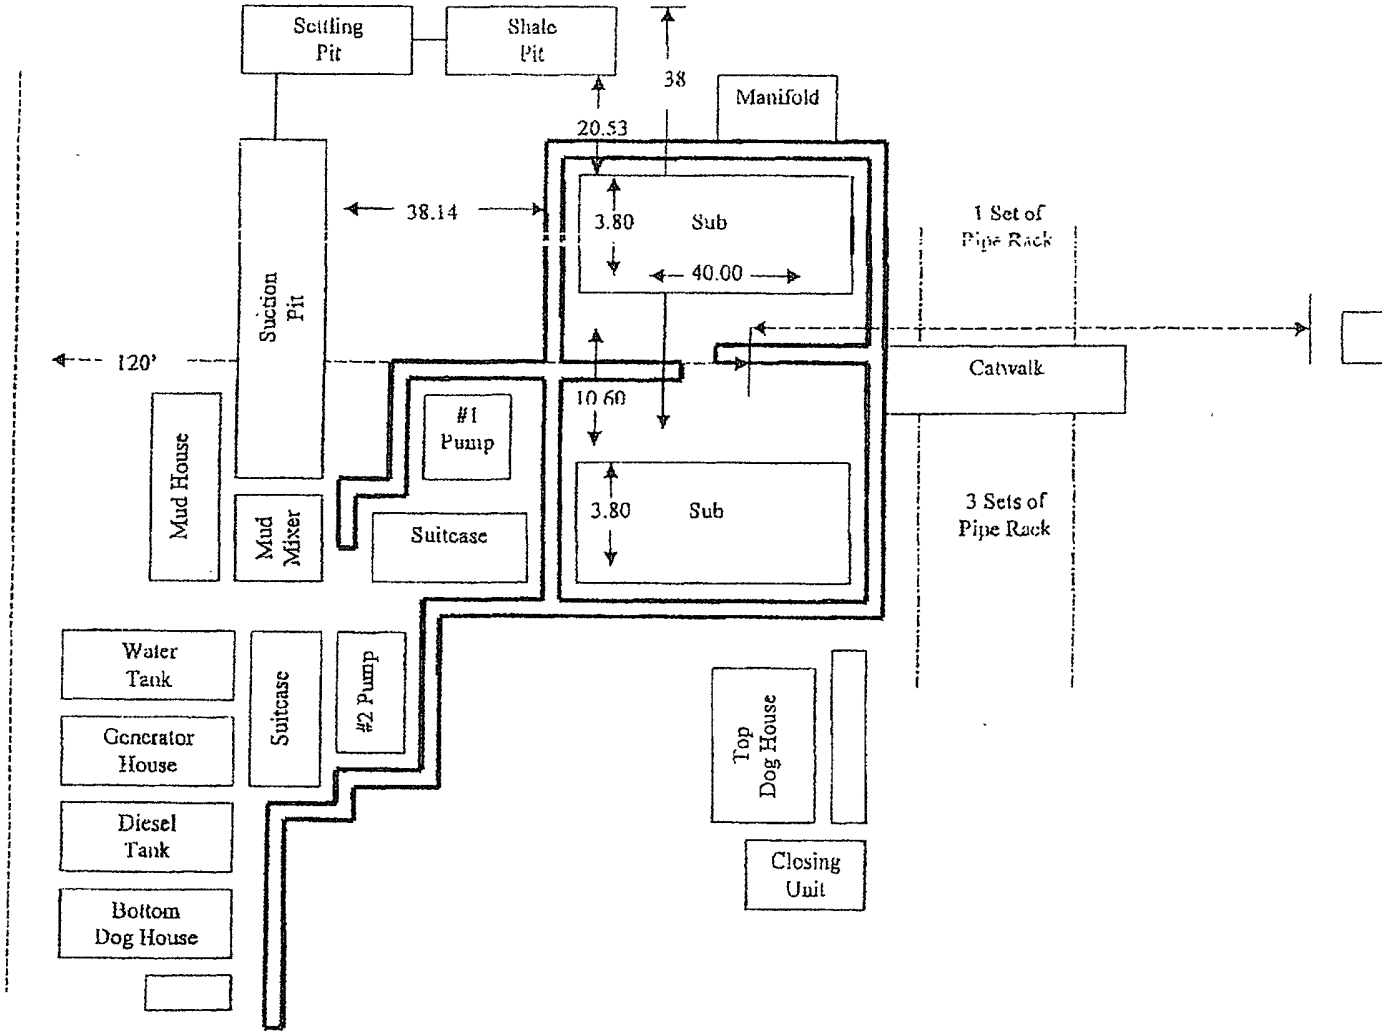 Settling
Pit
Shale
Pit
38
Manifold
20.53
38.14
3.80
Sub
40.00
1 Set of
Pipe Rack
Suction
Pit
120'
10.60
Catwalk
#1
Pump
Mud House
Mud
Mixer
Suitcase
3.80
Sub
3 Sets of
Pipe Rack
Water
Tank
Suitcase
#2 Pump
Generator
House
Top
Dog House
Diesel
Tank
Closing
Unit
Bottom
Dog House